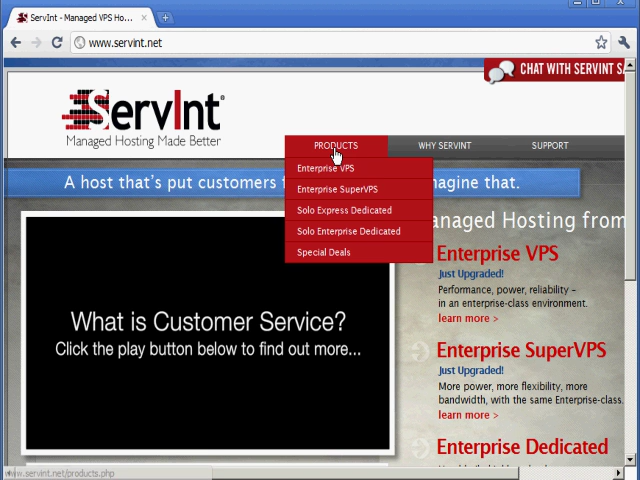 ServInt - Managed VPS Ho...
www.servint.net
CHAT WITH SERVINT S
ServInt
Managed Hosting Made Better
PRODUCTS
WHY SERVINT
SUPPORT
Enterprise VPS
Enterprise SuperVPS
Solo Express Dedicated
Solo Enterprise Dedicated
Special Deals
A host that's put customers f
magine that.
What is Customer Service?
Click the play button below to find out more...
anaged Hosting from
Enterprise VPS
Just Upgraded!
Performance, power, reliability –
in an enterprise-class environment.
learn more >
Enterprise SuperVPS
Just Upgraded!
More power, more flexibility, more
bandwidth, with the same Enterprise-class
learn more >
Enterprise Dedicated
www.servint.net/products.php